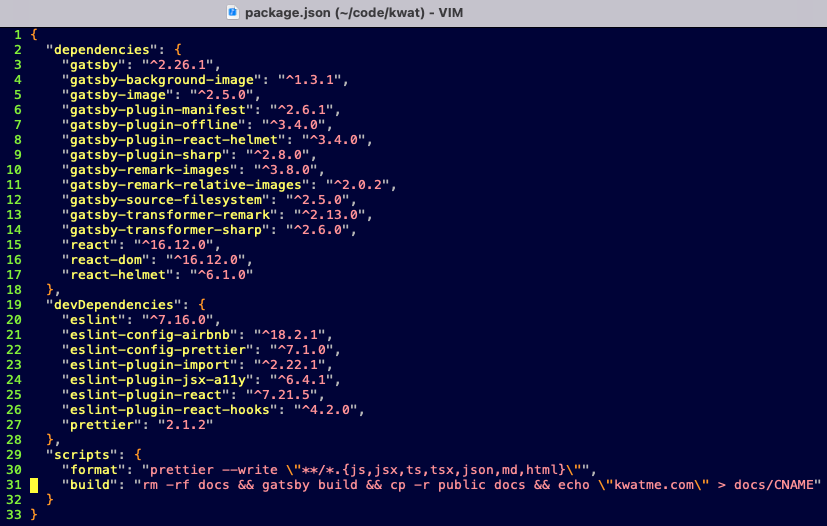 package.json (~/code/kwat) - VIM
1 {
2   "dependencies": {
3     "gatsby": "^2.26.1",
4     "gatsby-background-image": "^1.3.1",
5     "gatsby-image": "^2.5.0",
6     "gatsby-plugin-manifest": "^2.6.1",
7     "gatsby-plugin-offline": "^3.4.0",
8     "gatsby-plugin-react-helmet": "^3.4.0",
9     "gatsby-plugin-sharp": "^2.8.0",
10     "gatsby-remark-images": "^3.8.0",
11     "gatsby-remark-relative-images": "^2.0.2",
12     "gatsby-source-filesystem": "^2.5.0",
13     "gatsby-transformer-remark": "^2.13.0",
14     "gatsby-transformer-sharp": "^2.6.0",
15     "react": "^16.12.0",
16     "react-dom": "^16.12.0",
17     "react-helmet": "^6.1.0"
18   },
19   "devDependencies": {
20     "eslint": "^7.16.0",
21     "eslint-config-airbnb": "^18.2.1",
22     "eslint-config-prettier": "^7.1.0",
23     "eslint-plugin-import": "^2.22.1",
24     "eslint-plugin-jsx-a11y": "^6.4.1",
25     "eslint-plugin-react": "^7.21.5",
26     "eslint-plugin-react-hooks": "^4.2.0",
27     "prettier": "2.1.2"
28   },
29   "scripts": {
30     "format": "prettier --write \"**/*.{js,jsx,ts,tsx,json,md,html}\"",
31     "build": "rm -rf docs && gatsby build && cp -r public docs && echo \"kwatme.com\" > docs/CNAME"
32   }
33 }